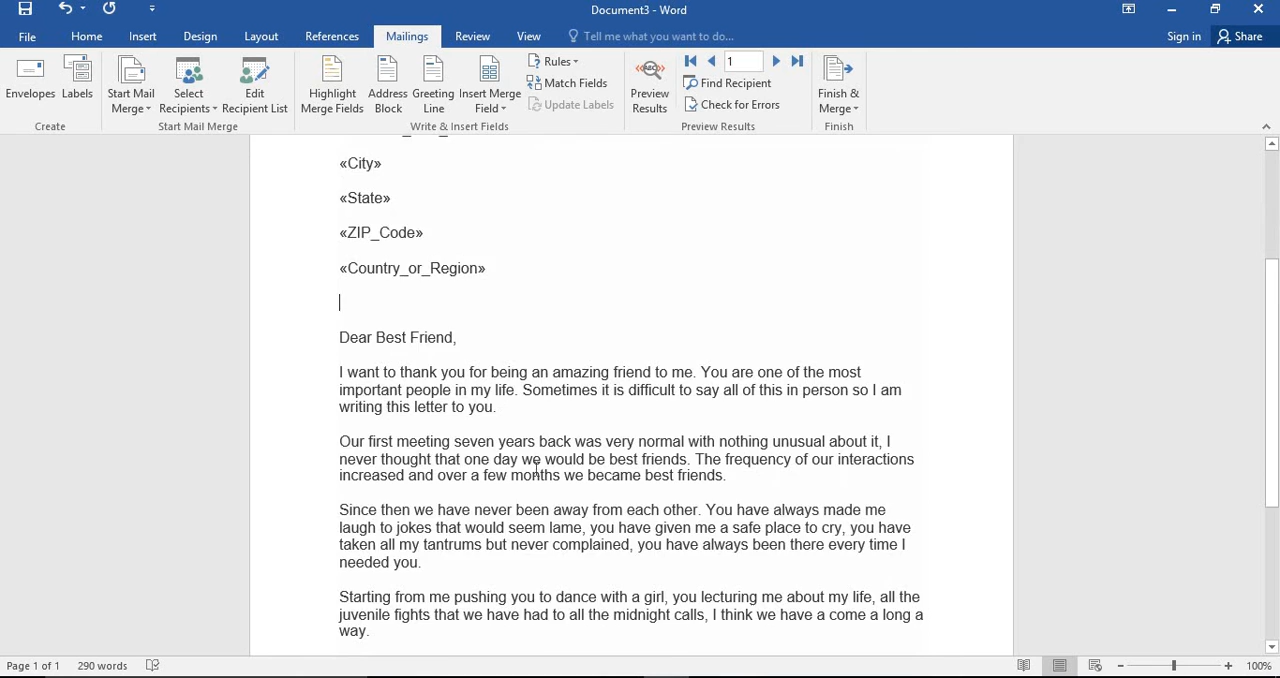 Document3 - Word
File Home Insert Design Layout References Mailings Review View Tell me what you want to do... Sign in Share
Envelopes
Labels
Create
Start Mail
Merge
Select
Recipients
Edit
Recipient List
Start Mail Merge
Highlight
Merge Fields
Address
Block
Greeting
Line
Insert Merge
Field
Rules
Match Fields
Update Labels
Write & Insert Fields
ABC
Preview
Results
1
Find Recipient
Check for Errors
Preview Results
Finish &
Merge
Finish
«City»
«State»
«ZIP_Code»
«Country_or_Region»
Dear Best Friend,
I want to thank you for being an amazing friend to me. You are one of the most
important people in my life. Sometimes it is difficult to say all of this in person so I am
writing this letter to you.
Our first meeting seven years back was very normal with nothing unusual about it, I
never thought that one day we would be best friends. The frequency of our interactions
increased and over a few months we became best friends.
Since then we have never been away from each other. You have always made me
laugh to jokes that would seem lame, you have given me a safe place to cry, you have
taken all my tantrums but never complained, you have always been there every time I
needed you.
Starting from me pushing you to dance with a girl, you lecturing me about my life, all the
juvenile fights that we have had to all the midnight calls, I think we have a come a long a
way.
Page 1 of 1 290 words 100%